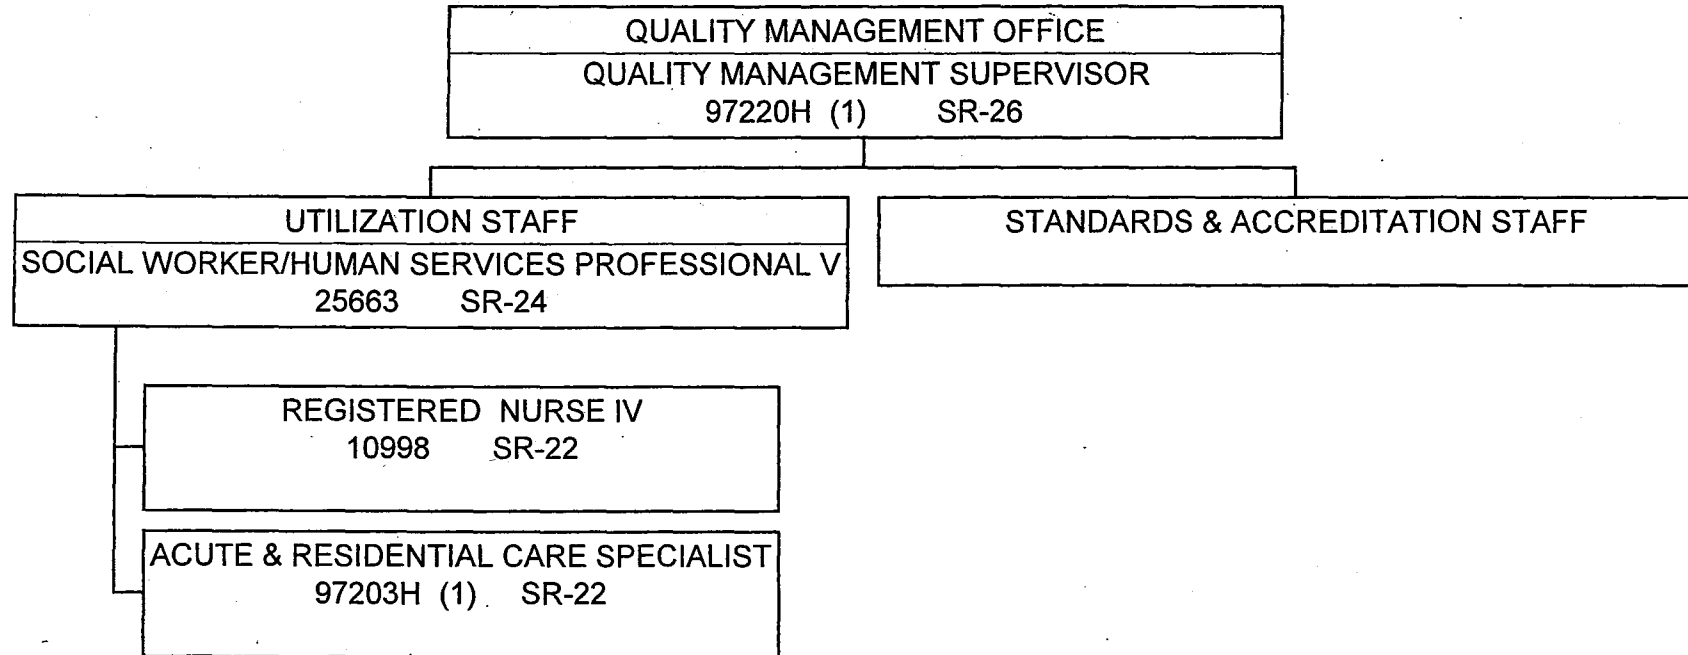 QUALITY MANAGEMENT OFFICE
QUALITY MANAGEMENT SUPERVISOR
97220H (1) SR-26
UTILIZATION STAFF
SOCIAL WORKER/HUMAN SERVICES PROFESSIONAL V
25663 SR-24
STANDARDS & ACCREDITATION STAFF
REGISTERED NURSE IV
10998 SR-22
ACUTE & RESIDENTIAL CARE SPECIALIST
97203H (1) SR-22